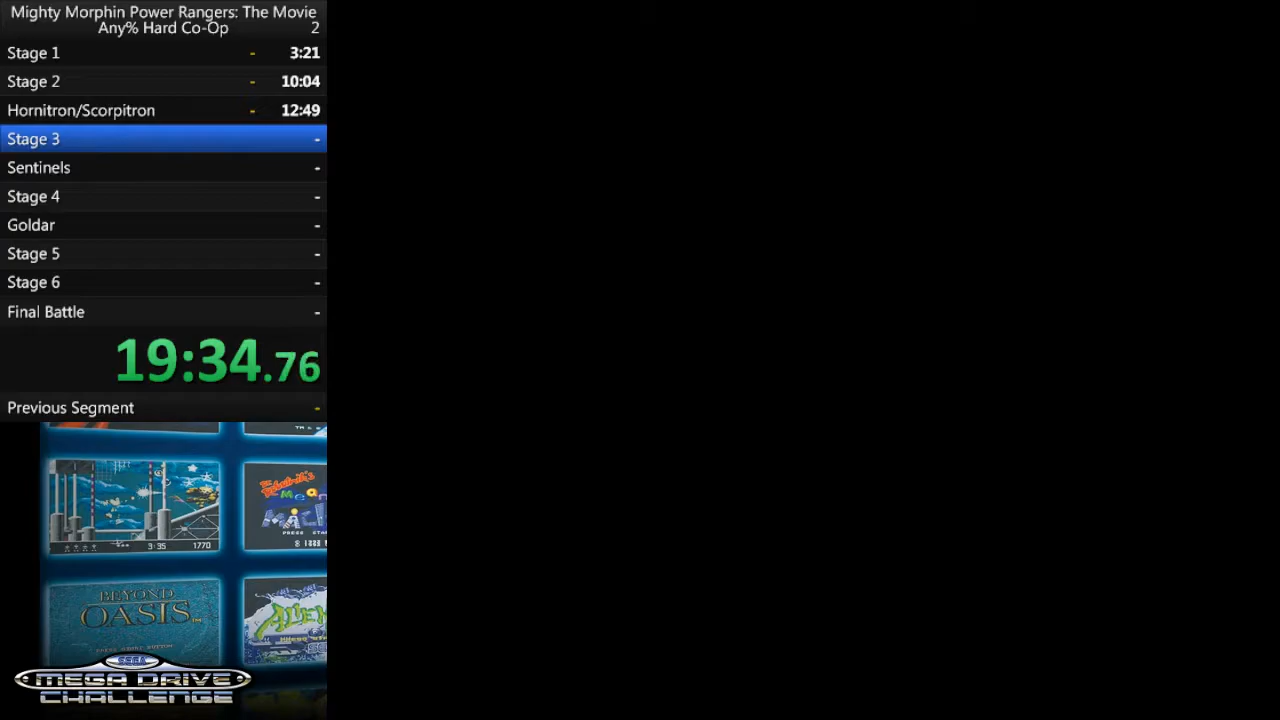 Mighty Morphin Power Rangers: The Movie
Any% Hard Co-Op 2
Stage 1 - 3:21
Stage 2 - 10:04
Hornitron/Scorpitron - 12:49
Stage 3 -
Sentinels -
Stage 4 -
Goldar -
Stage 5 -
Stage 6 -
Final Battle -
19:34.76
Previous Segment -
3:35 1770
BEYOND
OASIS
SEGA
MEGA DRIVE
CHALLENGE